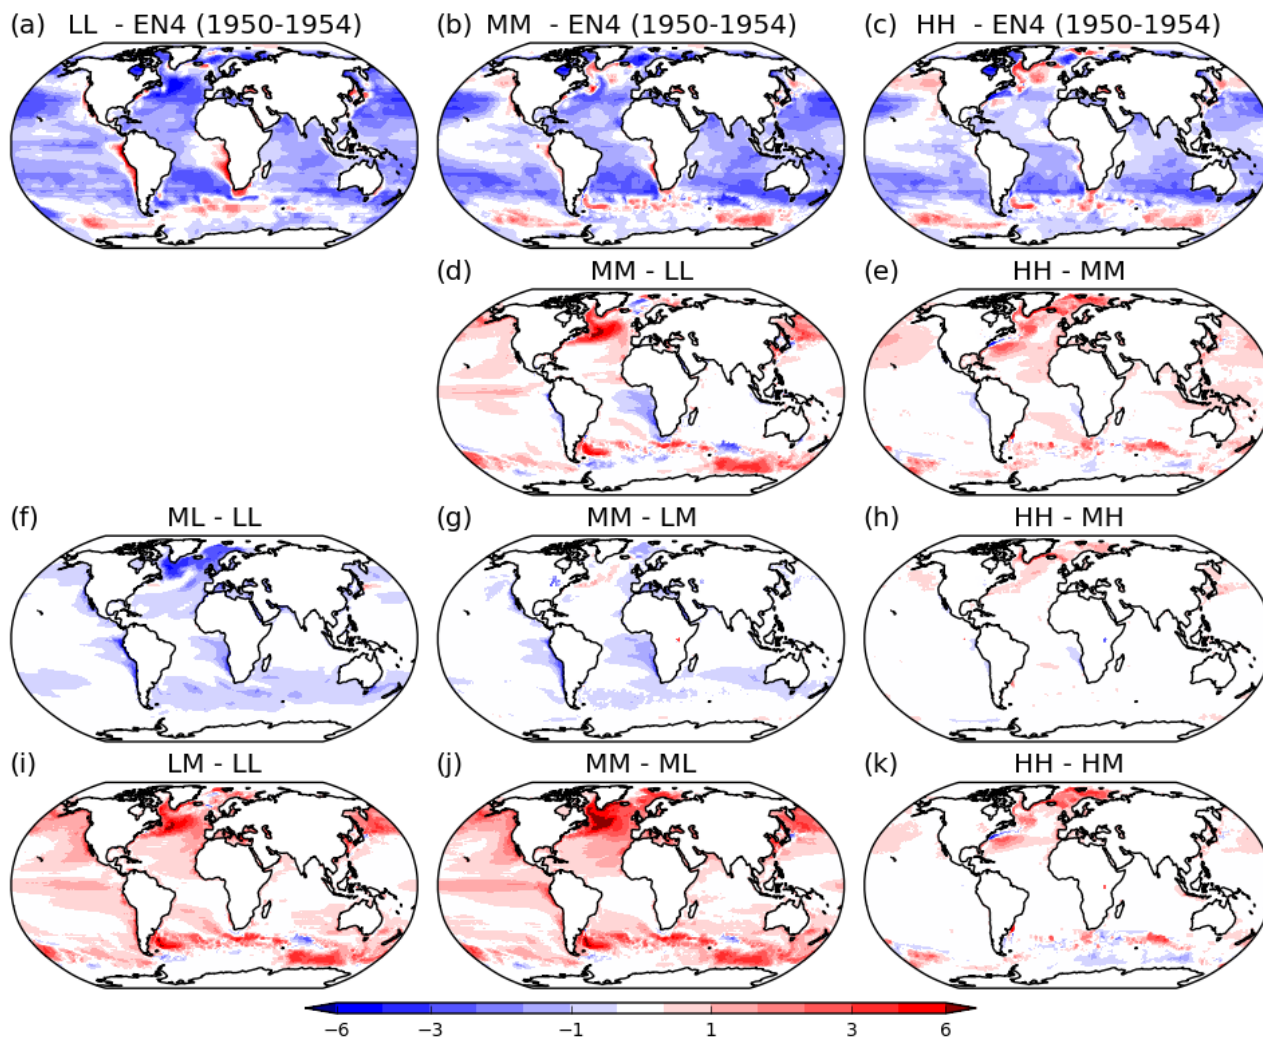 (a) LL - EN4 (1950-1954)
(b) MM - EN4 (1950-1954)
(c) HH - EN4 (1950-1954)
(d) MM - LL
(e) HH - MM
(f) ML - LL
(g) MM - LM
(h) HH - MH
(i) LM - LL
(j) MM - ML
(k) HH - HM
−6 −3 −1 1 3 6